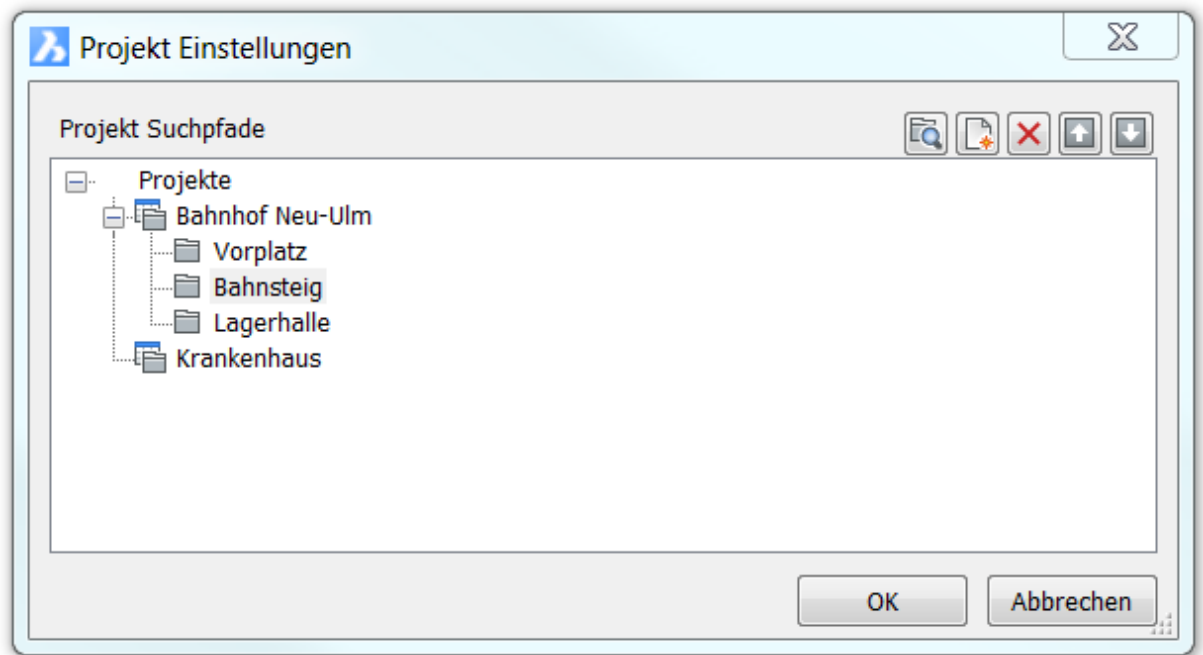 Projekt Einstellungen
Projekt Suchpfade
Projekte
Bahnhof Neu-Ulm
Vorplatz
Bahnsteig
Lagerhalle
Krankenhaus
OK Abbrechen